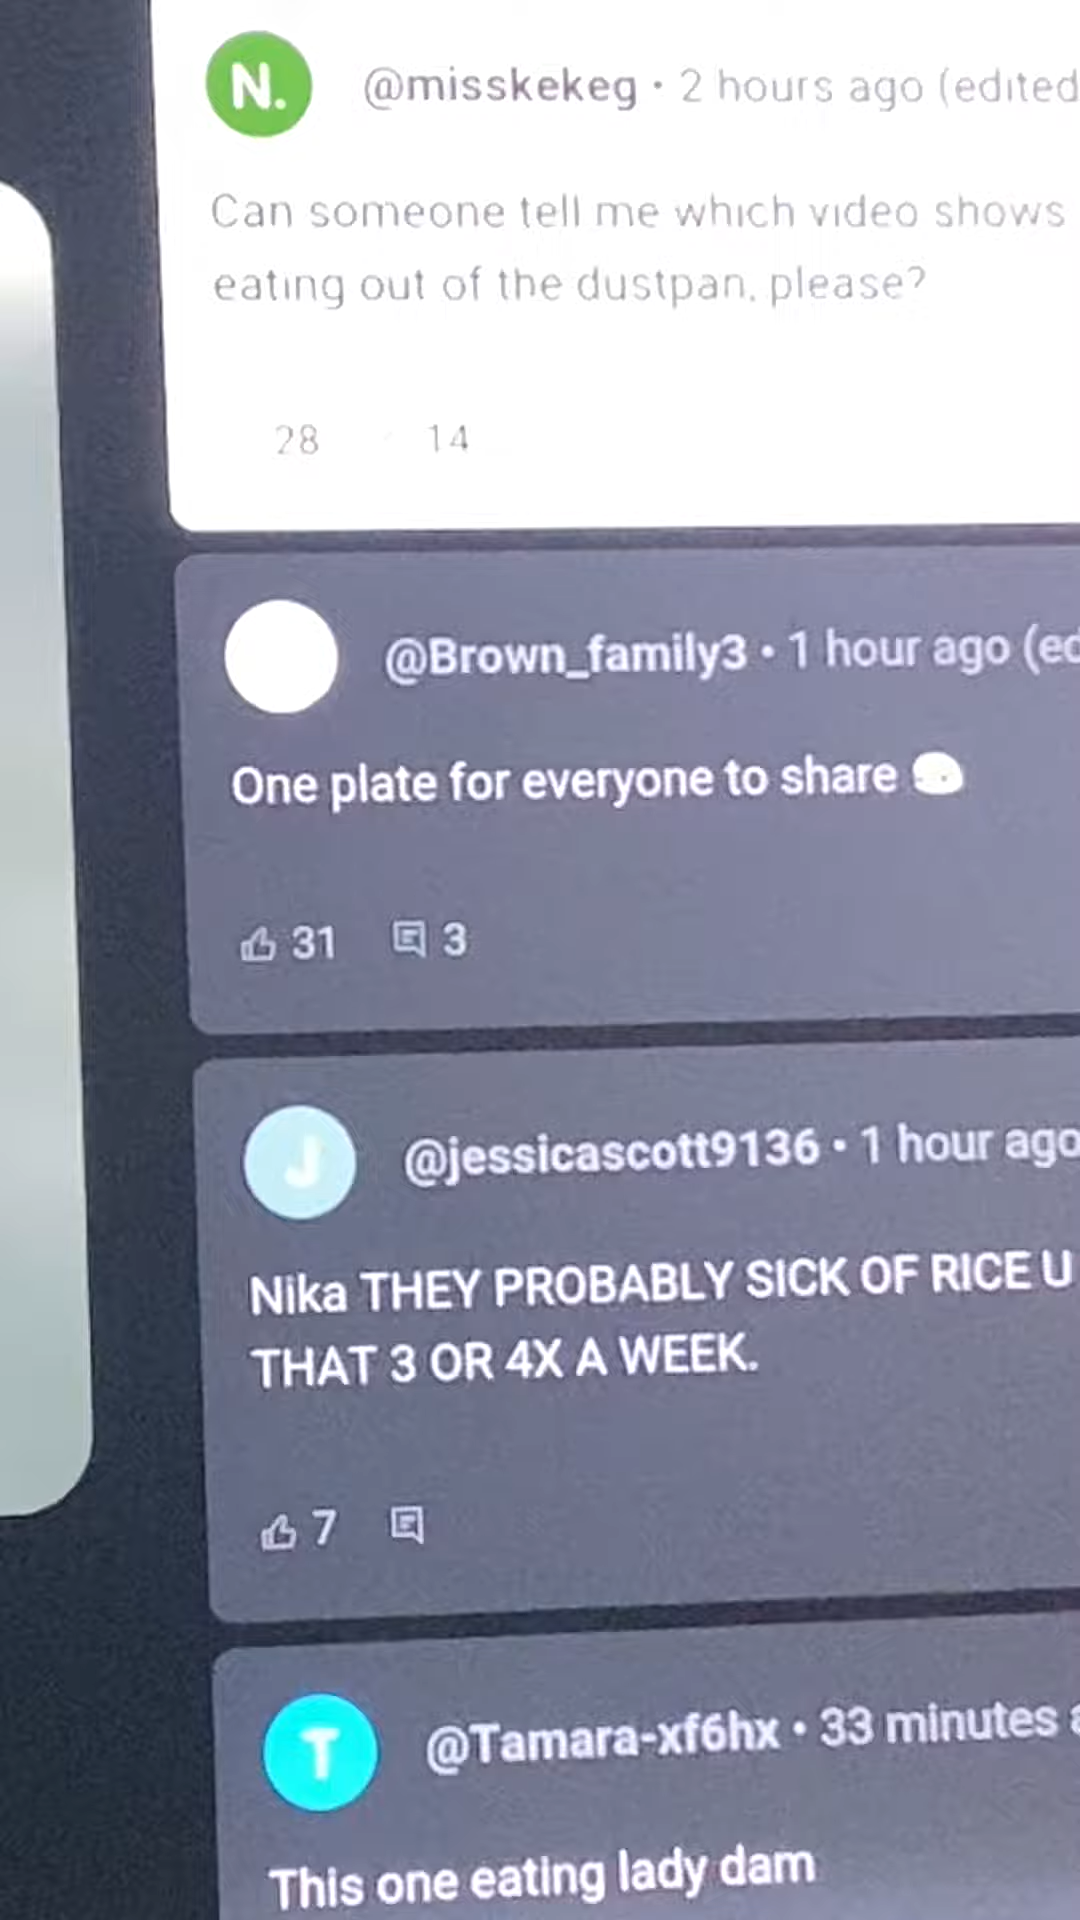 N.
@misskekeg • 2 hours ago (edited
Can someone tell me which video shows
eating out of the dustpan, please?
28 14
@Brown_family3 • 1 hour ago (ed
One plate for everyone to share
31 3
J
@jessicascott9136 • 1 hour ago
Nika THEY PROBABLY SICK OF RICE U
THAT 3 OR 4X A WEEK.
7
T
@Tamara-xf6hx • 33 minutes a
This one eating lady dam